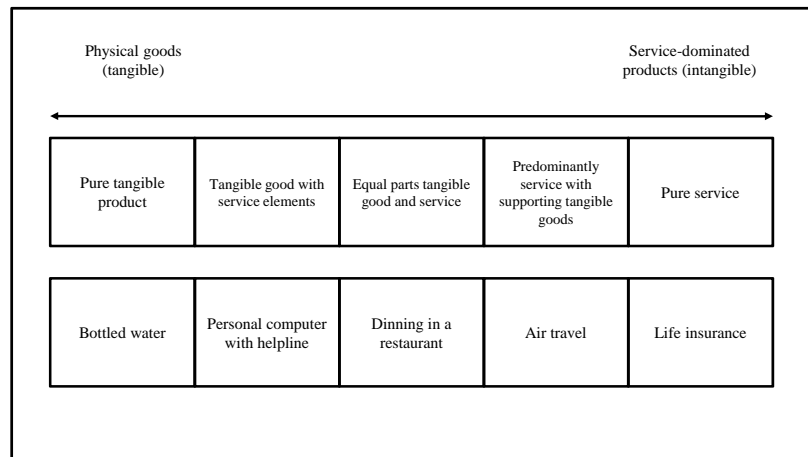 Physical goods
(tangible)
Service-dominated
products (intangible)
Pure tangible
product
Tangible good with
service elements
Equal parts tangible
good and service
Predominantly
service with
supporting tangible
goods
Pure service
Bottled water
Personal computer
with helpline
Dinning in a
restaurant
Air travel
Life insurance